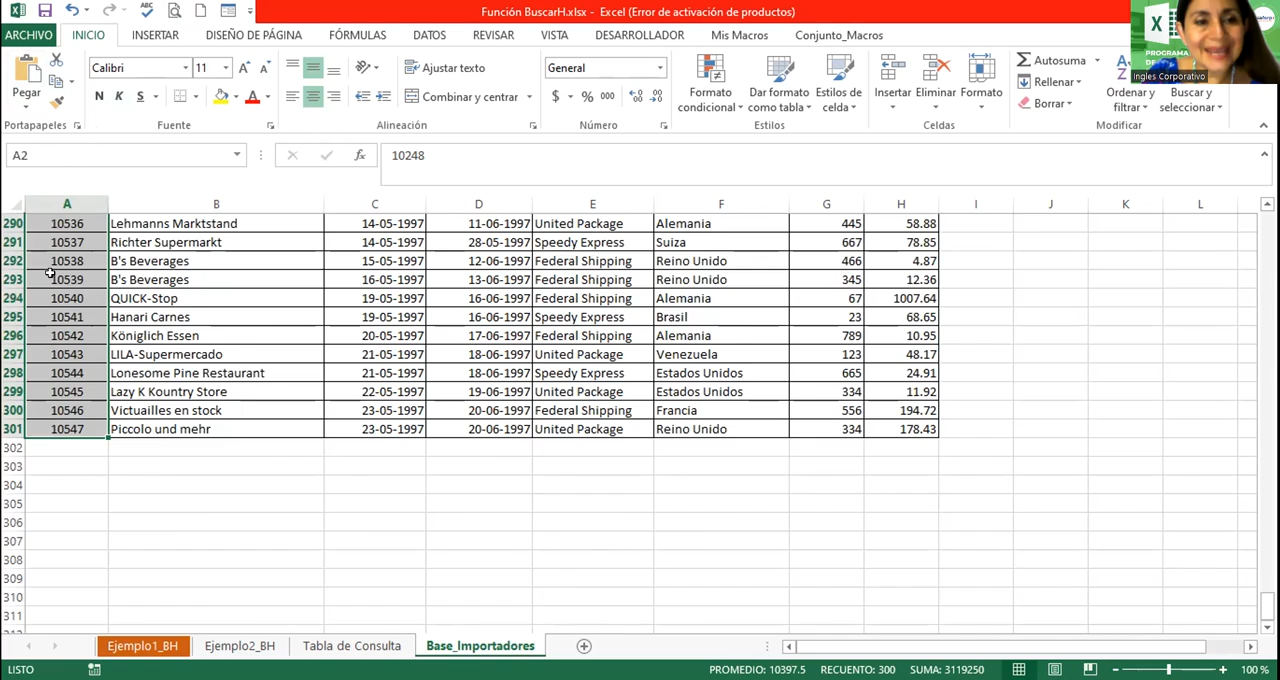 Función BuscarH.xlsx - Excel (Error de activación de productos)
ARCHIVO INICIO INSERTAR DISEÑO DE PÁGINA FÓRMULAS DATOS REVISAR VISTA DESARROLLADOR Mis Macros Conjunto_Macros
Calibri 11 Ajustar texto General Autosuma
PROGRAMA
Ingles Corporativo
Pegar N K S Combinar y centrar $ % 000 Formato condicional Dar formato como tabla Estilos de celda Insertar Eliminar Formato Rellenar Borrar Ordenar y filtrar Buscar y seleccionar
Portapapeles Fuente Alineación Número Estilos Celdas Modificar
A2 fx 10248
A B C D E F G H I J K L
290 10536 Lehmanns Marktstand 14-05-1997 11-06-1997 United Package Alemania 445 58.88
291 10537 Richter Supermarkt 14-05-1997 28-05-1997 Speedy Express Suiza 667 78.85
292 10538 B's Beverages 15-05-1997 12-06-1997 Federal Shipping Reino Unido 466 4.87
293 10539 B's Beverages 16-05-1997 13-06-1997 Federal Shipping Reino Unido 345 12.36
294 10540 QUICK-Stop 19-05-1997 16-06-1997 Federal Shipping Alemania 67 1007.64
295 10541 Hanari Carnes 19-05-1997 16-06-1997 Speedy Express Brasil 23 68.65
296 10542 Königlich Essen 20-05-1997 17-06-1997 Federal Shipping Alemania 789 10.95
297 10543 LILA-Supermercado 21-05-1997 18-06-1997 United Package Venezuela 123 48.17
298 10544 Lonesome Pine Restaurant 21-05-1997 18-06-1997 Speedy Express Estados Unidos 665 24.91
299 10545 Lazy K Kountry Store 22-05-1997 19-06-1997 United Package Estados Unidos 334 11.92
300 10546 Victuailles en stock 23-05-1997 20-06-1997 Federal Shipping Francia 556 194.72
301 10547 Piccolo und mehr 23-05-1997 20-06-1997 United Package Reino Unido 334 178.43
302
303
304
305
306
307
308
309
310
311
Ejemplo1_BH Ejemplo2_BH Tabla de Consulta Base_Importadores
LISTO PROMEDIO: 10397.5 RECUENTO: 300 SUMA: 3119250 100 %